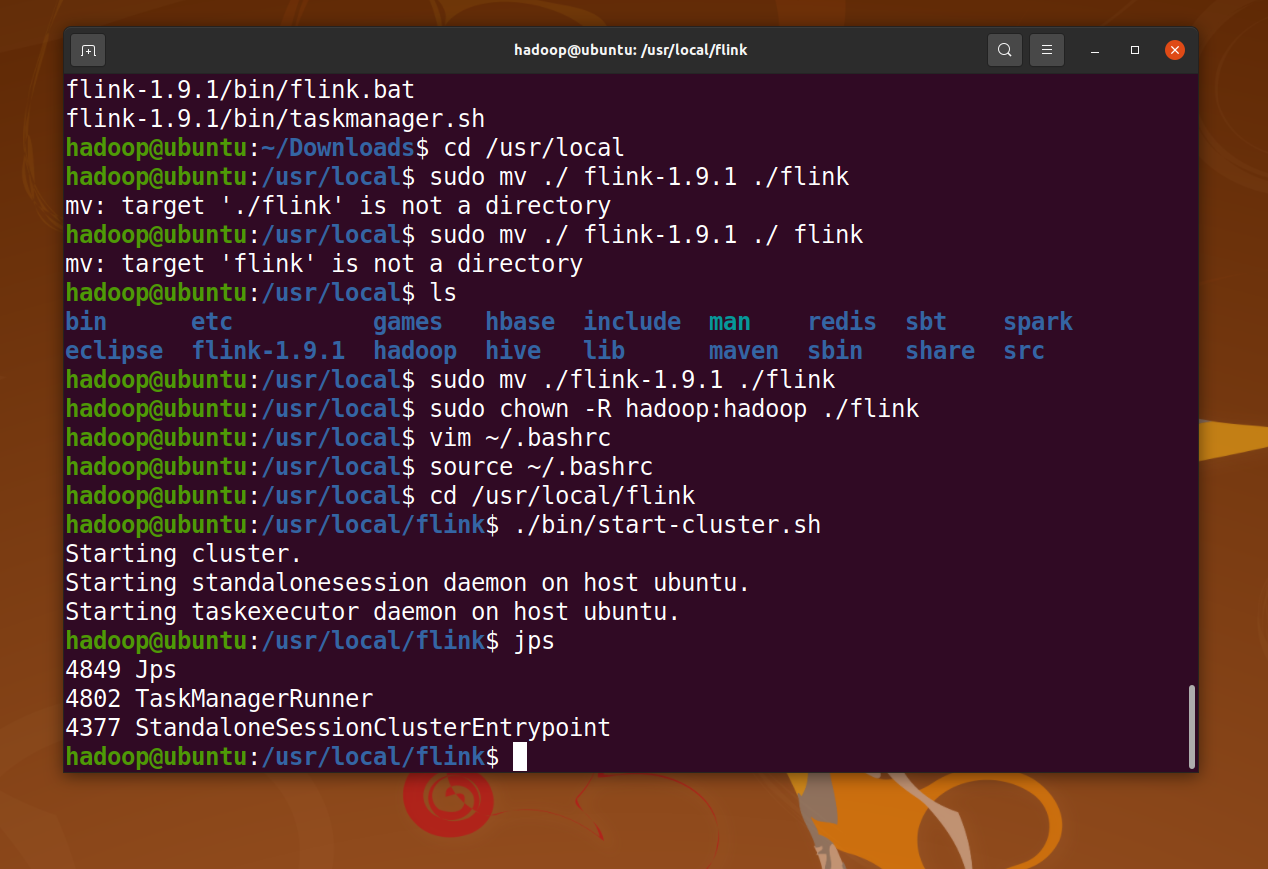 hadoop@ubuntu: /usr/local/flink
flink-1.9.1/bin/flink.bat
flink-1.9.1/bin/taskmanager.sh
hadoop@ubuntu:~/Downloads$ cd /usr/local
hadoop@ubuntu:/usr/local$ sudo mv ./ flink-1.9.1 ./flink
mv: target './flink' is not a directory
hadoop@ubuntu:/usr/local$ sudo mv ./ flink-1.9.1 ./ flink
mv: target 'flink' is not a directory
hadoop@ubuntu:/usr/local$ ls
bin      etc          games   hbase  include  man    redis  sbt    spark
eclipse  flink-1.9.1  hadoop  hive   lib      maven  sbin   share  src
hadoop@ubuntu:/usr/local$ sudo mv ./flink-1.9.1 ./flink
hadoop@ubuntu:/usr/local$ sudo chown -R hadoop:hadoop ./flink
hadoop@ubuntu:/usr/local$ vim ~/.bashrc
hadoop@ubuntu:/usr/local$ source ~/.bashrc
hadoop@ubuntu:/usr/local$ cd /usr/local/flink
hadoop@ubuntu:/usr/local/flink$ ./bin/start-cluster.sh
Starting cluster.
Starting standalonesession daemon on host ubuntu.
Starting taskexecutor daemon on host ubuntu.
hadoop@ubuntu:/usr/local/flink$ jps
4849 Jps
4802 TaskManagerRunner
4377 StandaloneSessionClusterEntrypoint
hadoop@ubuntu:/usr/local/flink$